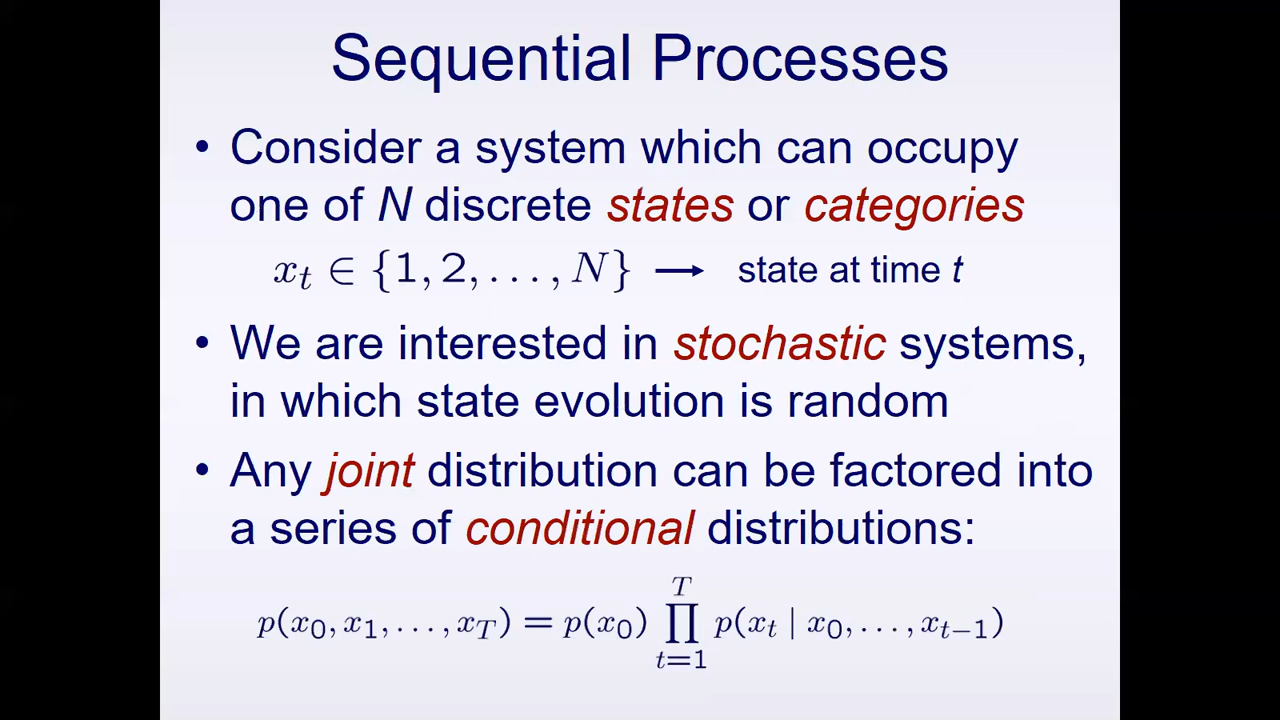 Sequential Processes
• Consider a system which can occupy
one of N discrete states or categories
x_t ∈ {1, 2, . . . , N} → state at time t
• We are interested in stochastic systems,
in which state evolution is random
• Any joint distribution can be factored into
a series of conditional distributions:
p(x_0, x_1, . . . , x_T) = p(x_0) ∏_{t=1}^{T} p(x_t | x_0, . . . , x_{t−1})